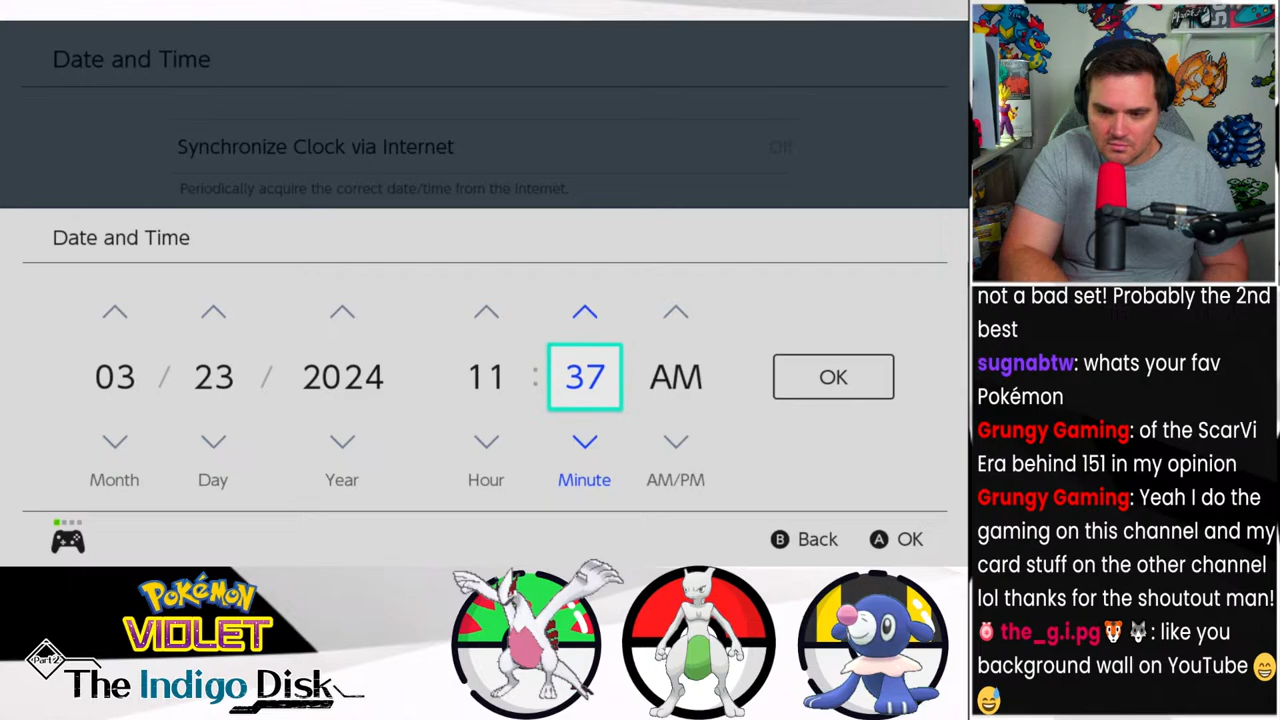 Date and Time
Synchronize Clock via Internet
Off
Periodically acquire the correct date/time from the Internet.
Date and Time
03 / 23 / 2024 11 : 37 AM OK
Month Day Year Hour Minute AM/PM
B Back A OK
POKéMON
VIOLET
Part 2
The Indigo Disk
not a bad set! Probably the 2nd
best
sugnabtw: whats your fav
Pokémon
Grungy Gaming: of the ScarVi
Era behind 151 in my opinion
Grungy Gaming: Yeah I do the
gaming on this channel and my
card stuff on the other channel
lol thanks for the shoutout man!
the_g.i.pg: like you
background wall on YouTube